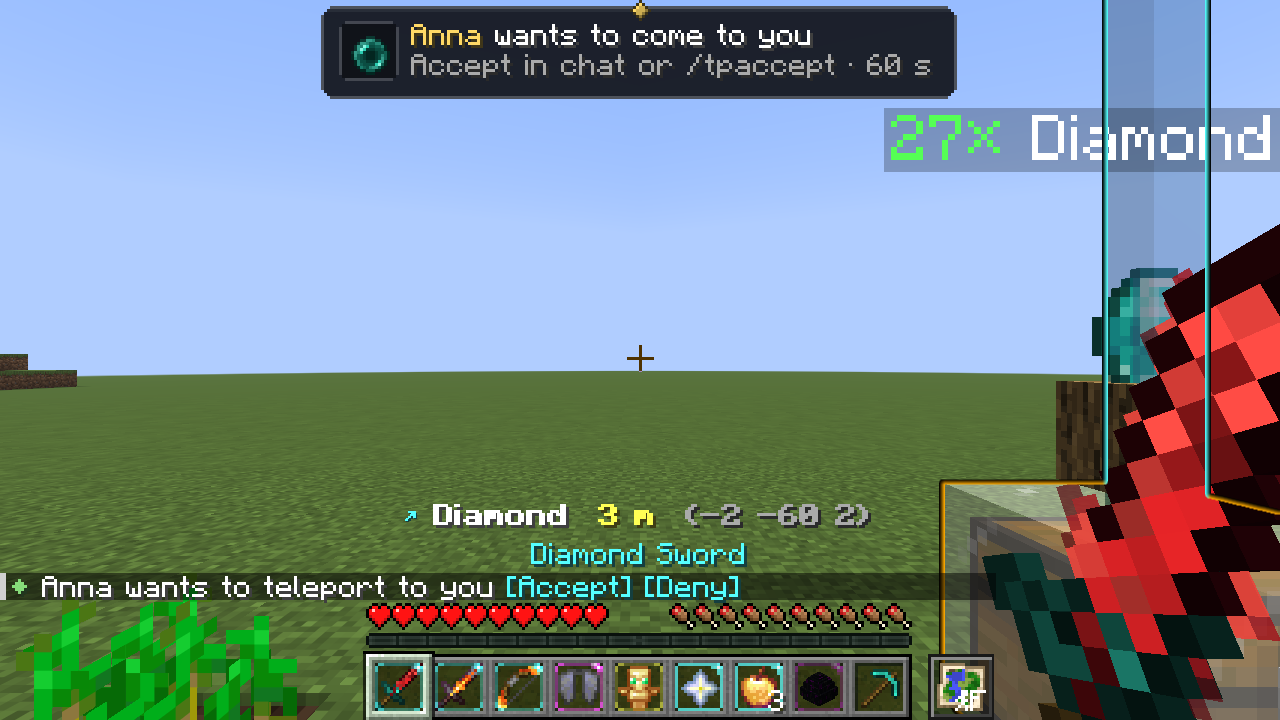 Anna wants to come to you
Accept in chat or /tpaccept · 60 s
27x Diamond
↗ Diamond 3 m (-2 -60 2)
Diamond Sword
Anna wants to teleport to you [Accept] [Deny]
3